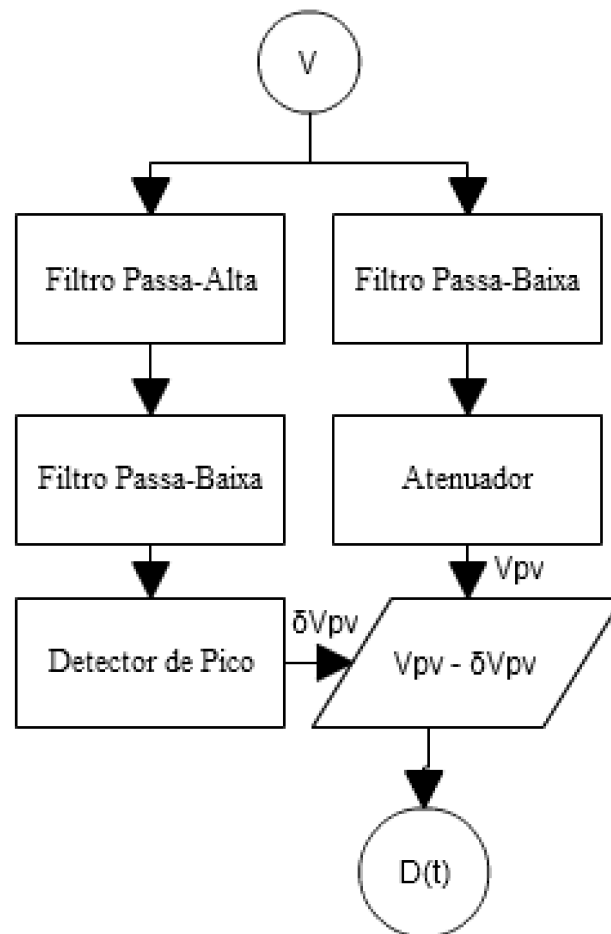 V
Filtro Passa-Alta
Filtro Passa-Baixa
Filtro Passa-Baixa
Atenuador
Vpv
Detector de Pico
δVpv
Vpv - δVpv
D(t)